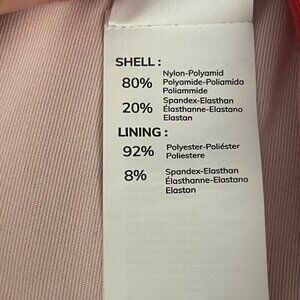 SHELL :
80% Nylon-Polyamid
Polyamide-Poliamida
Poliammide
20% Spandex-Elasthan
Élasthanne-Elastano
Elastan
LINING :
92% Polyester-Poliéster
Poliestere
8% Spandex-Elasthan
Élasthanne-Elastano
Elastan